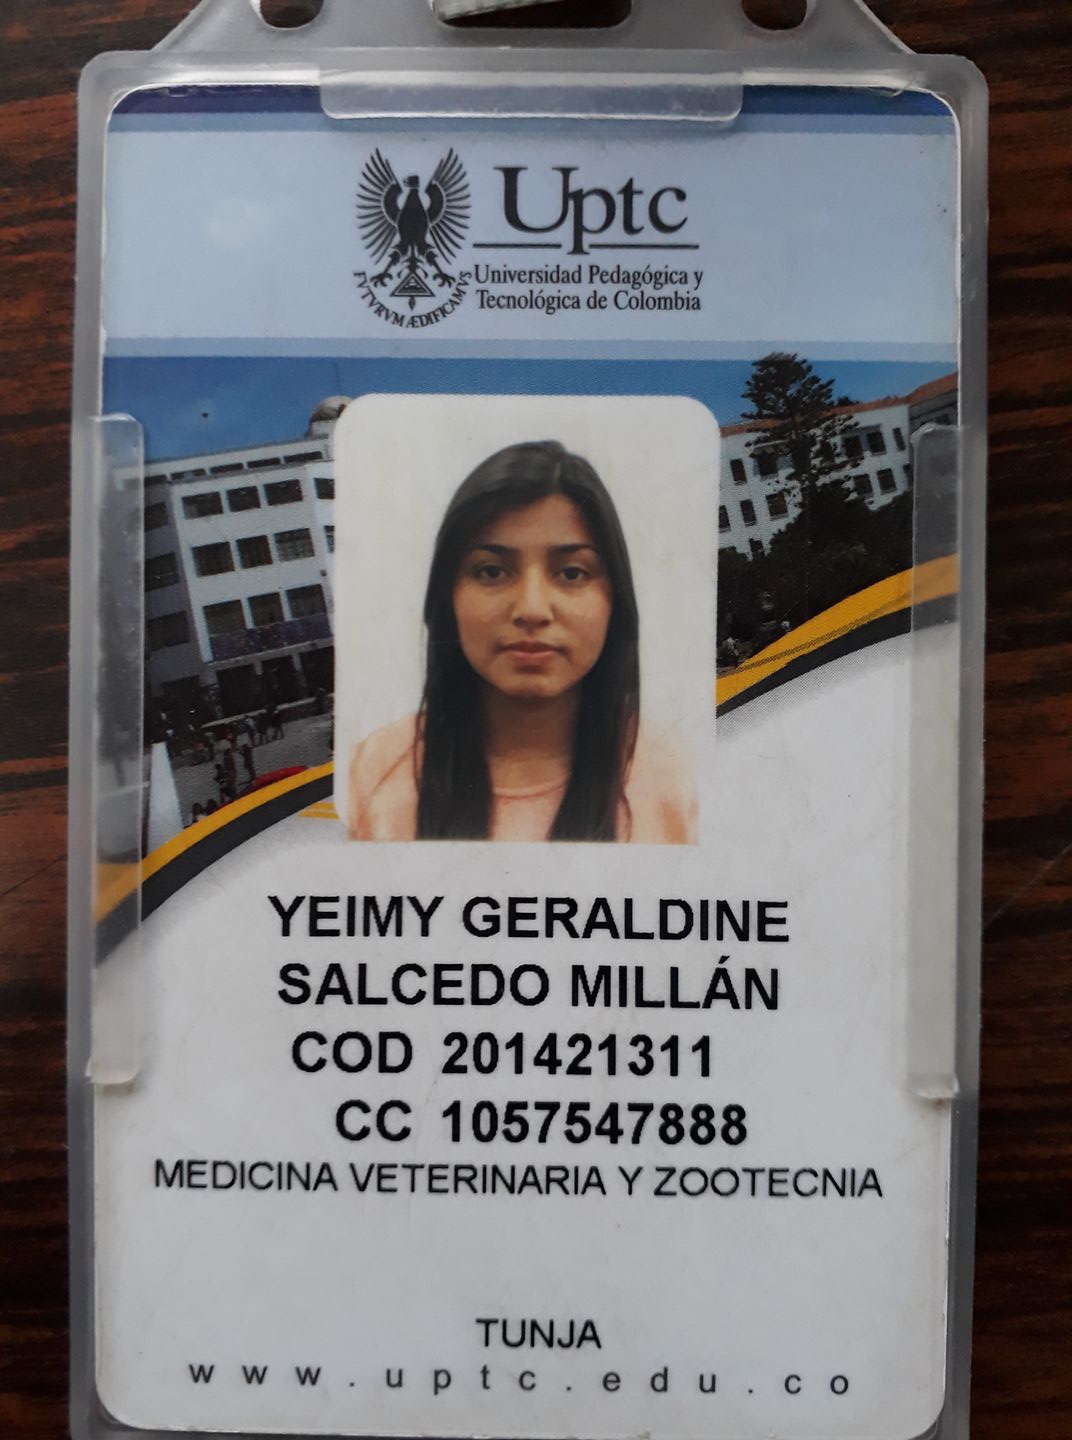 Uptc
Universidad Pedagógica y
Tecnológica de Colombia
FVTVRVM ÆDIFICAMVS
YEIMY GERALDINE
SALCEDO MILLÁN
COD 201421311
CC 1057547888
MEDICINA VETERINARIA Y ZOOTECNIA
TUNJA
www.uptc.edu.co